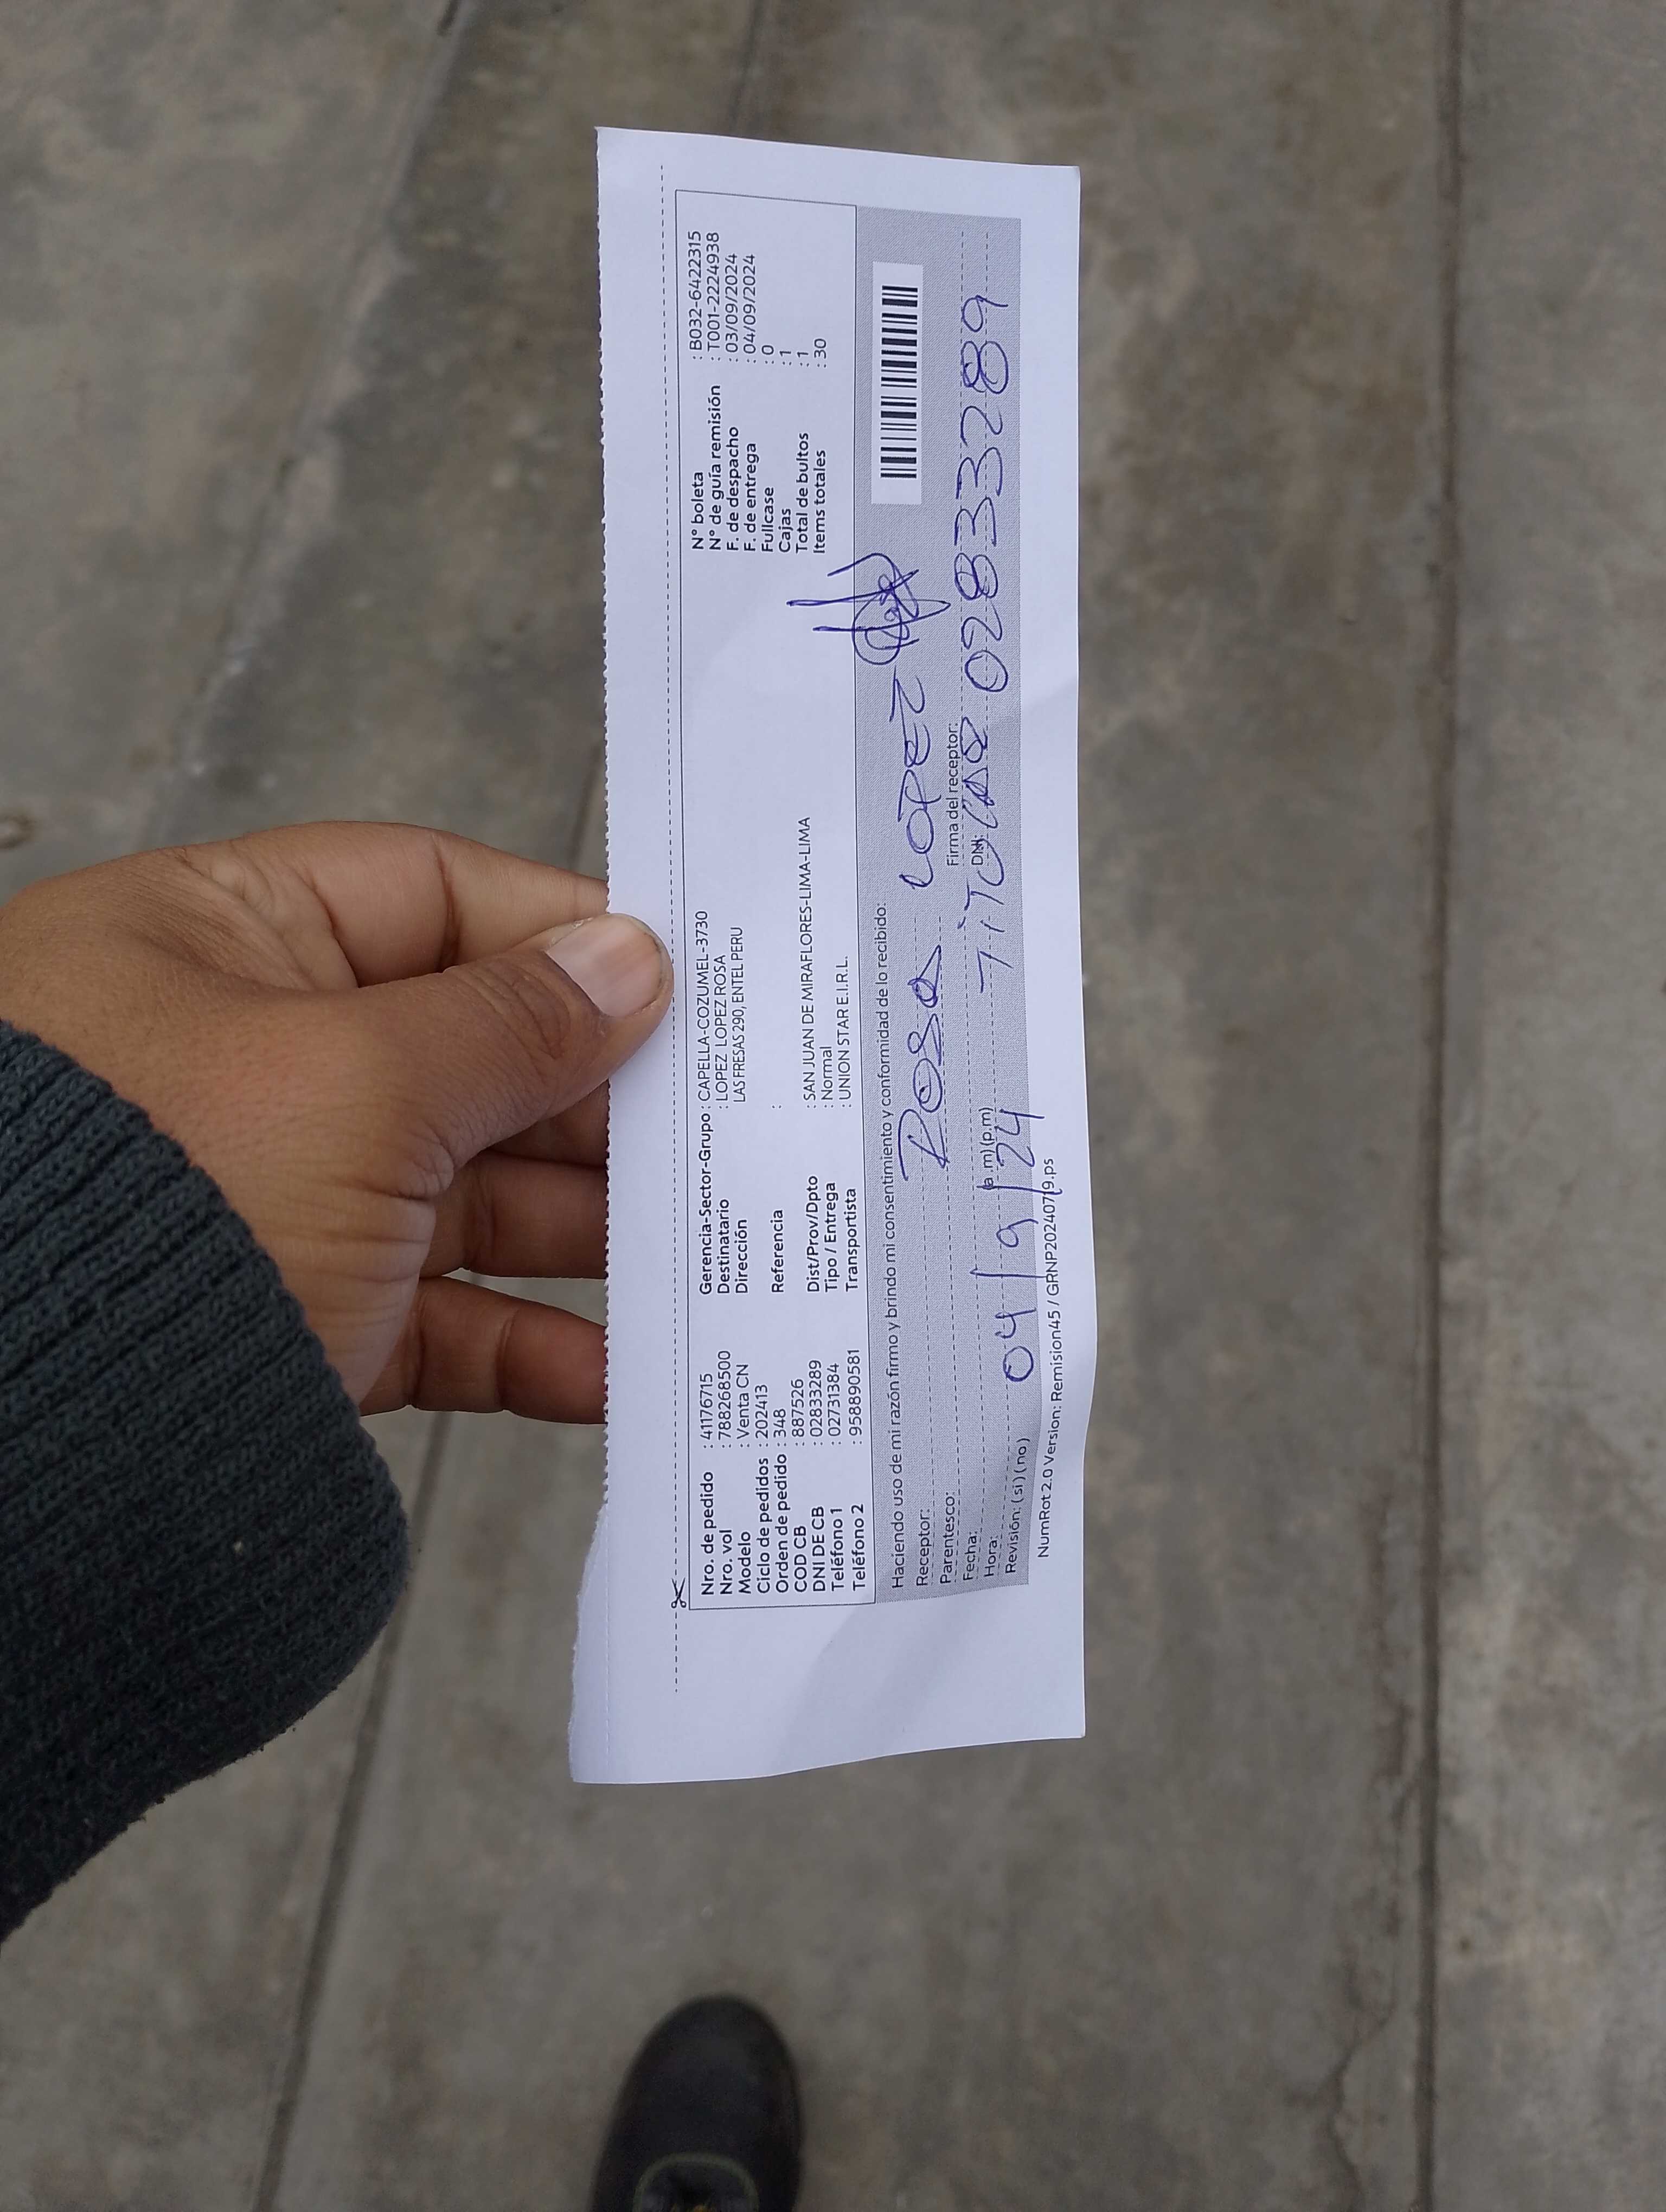 Nro. de pedido : 41176715
Nro. vol : 788268500
Modelo : Venta CN
Ciclo de pedidos : 202413
Orden de pedido : 348
COD CB : 887526
DNI DE CB : 02833289
Teléfono 1 : 02731384
Teléfono 2 : 958890581
Gerencia-Sector-Grupo : CAPELLA-COZUMEL-3730
Destinatario : LOPEZ LOPEZ ROSA
Dirección LAS FRESAS 290, ENTEL PERU
Referencia :
Dist/Prov/Dpto : SAN JUAN DE MIRAFLORES-LIMA-LIMA
Tipo / Entrega : Normal
Transportista : UNION STAR E.I.R.L.
N° boleta : B032-6422315
N° de guía remisión : T001-2224938
F. de despacho : 03/09/2024
F. de entrega : 04/09/2024
Fullcase : 0
Cajas : 1
Total de bultos : 1
Items totales : 30
Haciendo uso de mi razón firmo y brindo mi consentimiento y conformidad de lo recibido:
Receptor: Rosa LOPEZ
Parentesco: Firma del receptor:
Fecha: TiTULAR DNI: 02833289
Hora: (a.m)(p.m)
Revisión: (si) (no) 04/9/24
NumRot 2.0 Version: Remision45 / GRNP20240719.ps